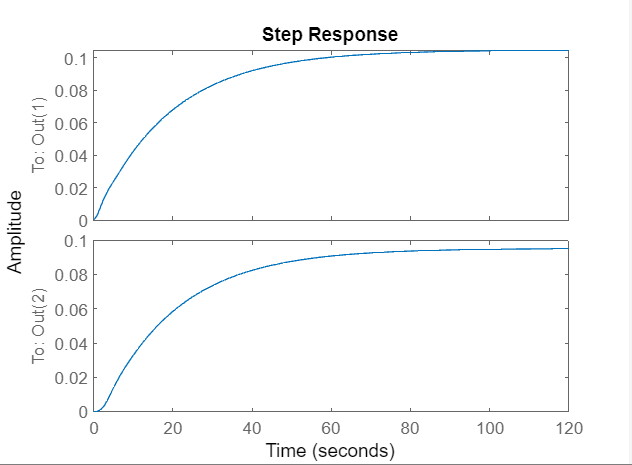 Step Response
Amplitude
To: Out(1)
0.1
0.08
0.06
0.04
0.02
0
To: Out(2)
0.1
0.08
0.06
0.04
0.02
0
0 20 40 60 80 100 120
Time (seconds)